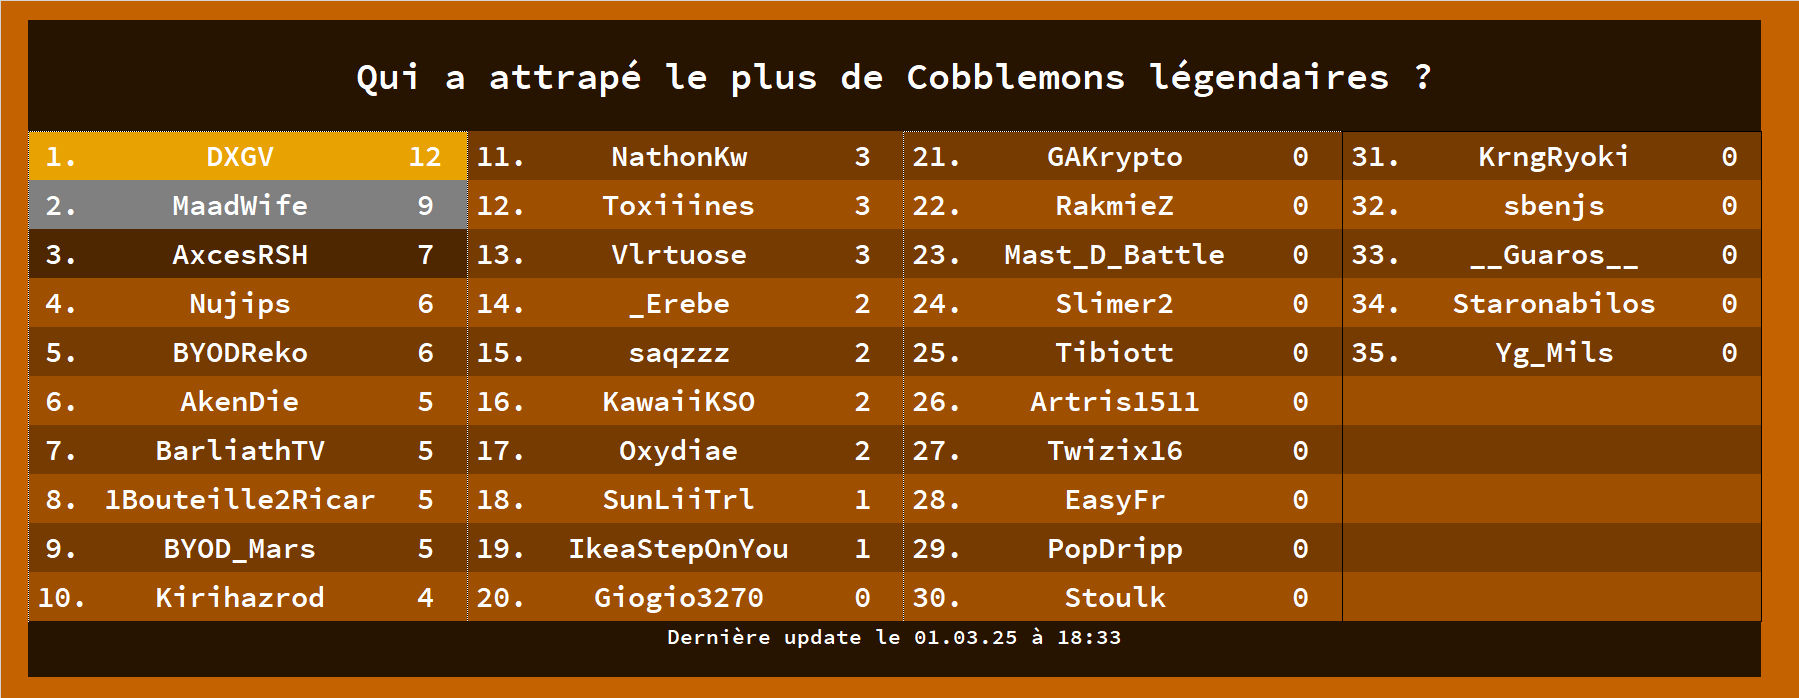 Qui a attrapé le plus de Cobblemons légendaires ?
1. DXGV 12
2. MaadWife 9
3. AxcesRSH 7
4. Nujips 6
5. BYODReko 6
6. AkenDie 5
7. BarliathTV 5
8. 1Bouteille2Ricar 5
9. BYOD_Mars 5
10. Kirihazrod 4
11. NathonKw 3
12. Toxiiines 3
13. Vlrtuose 3
14. _Erebe 2
15. saqzzz 2
16. KawaiiKSO 2
17. Oxydiae 2
18. SunLiiTrl 1
19. IkeaStepOnYou 1
20. Giogio3270 0
21. GAKrypto 0
22. RakmieZ 0
23. Mast_D_Battle 0
24. Slimer2 0
25. Tibiott 0
26. Artris1511 0
27. Twizix16 0
28. EasyFr 0
29. PopDripp 0
30. Stoulk 0
31. KrngRyoki 0
32. sbenjs 0
33. __Guaros__ 0
34. Staronabilos 0
35. Yg_Mils 0
Dernière update le 01.03.25 à 18:33